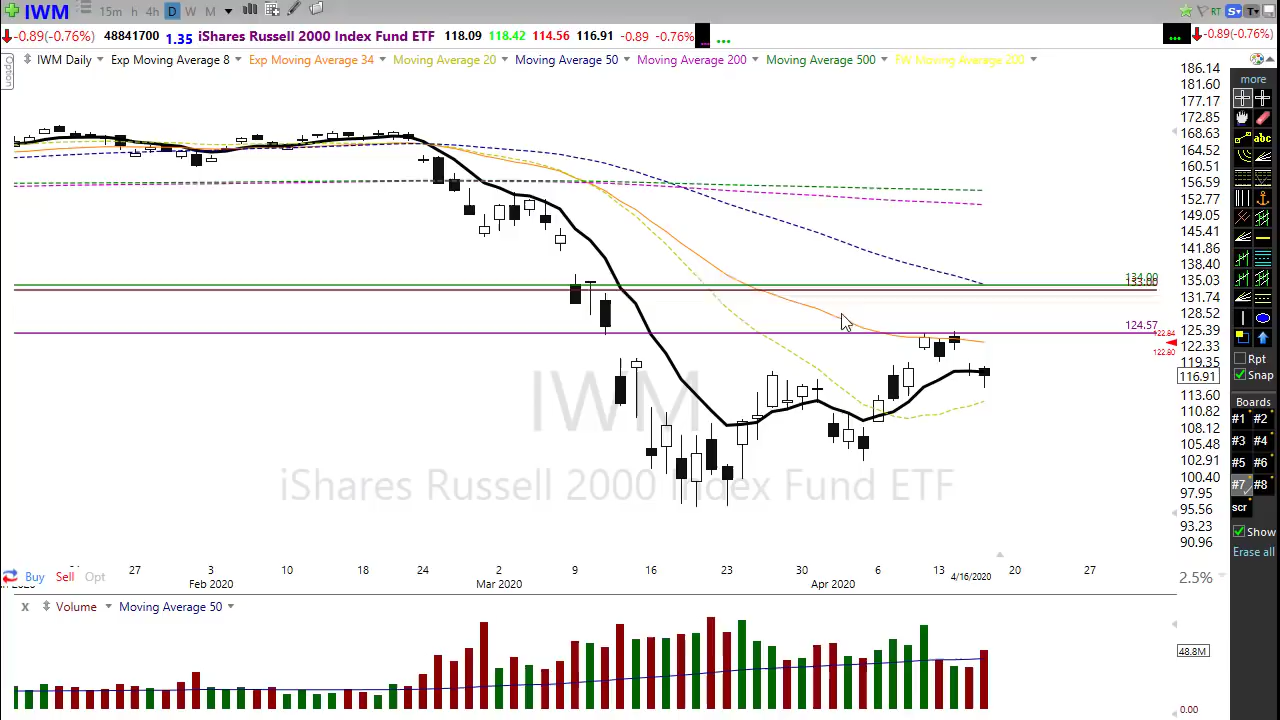 IWM 15m h 4h D W M RT S T
-0.89(-0.76%) 48841700 1.35 iShares Russell 2000 Index Fund ETF 118.09 118.42 114.56 116.91 -0.89 -0.76% ... ... -0.89(-0.76%)
Option
IWM Daily Exp Moving Average 8 Exp Moving Average 34 Moving Average 20 Moving Average 50 Moving Average 200 Moving Average 500 FW Moving Average 200
186.14
181.60
177.17
172.85
168.63
164.52
160.51
156.59
152.77
149.05
145.41
141.86
138.40
135.03
131.74
128.52
125.39
122.33
119.35
116.91
113.60
110.82
108.12
105.48
102.91
100.40
97.95
95.56
93.23
90.96
134.00
133.00
124.57
122.84
122.80
IWM
iShares Russell 2000 Index Fund ETF
27 3 10 18 24 2 9 16 23 30 6 13 20 27
Feb 2020 Mar 2020 Apr 2020 4/16/2020
Buy Sell Opt
2.5%
x Volume Moving Average 50
48.8M
0.00
more
abc
Rpt
Snap
Boards
#1 #2
#3 #4
#5 #6
#7 #8
scr
Show
Erase all